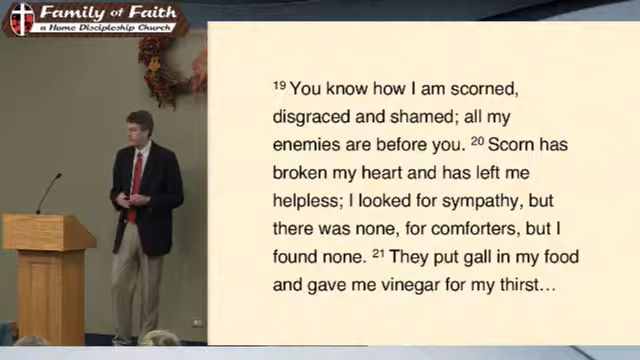 Family of Faith
a Home Discipleship Church
19 You know how I am scorned,
disgraced and shamed; all my
enemies are before you. 20 Scorn has
broken my heart and has left me
helpless; I looked for sympathy, but
there was none, for comforters, but I
found none. 21 They put gall in my food
and gave me vinegar for my thirst…